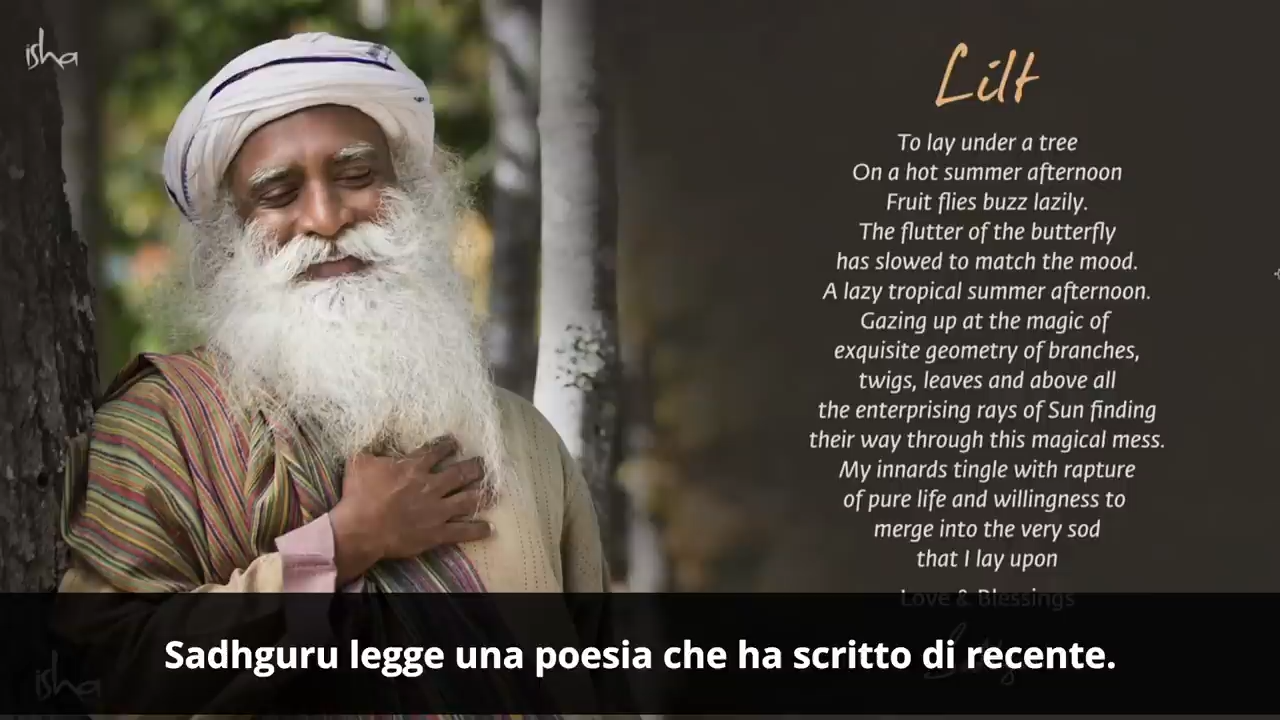 isha
Lilt
To lay under a tree
On a hot summer afternoon
Fruit flies buzz lazily.
The flutter of the butterfly
has slowed to match the mood.
A lazy tropical summer afternoon.
Gazing up at the magic of
exquisite geometry of branches,
twigs, leaves and above all
the enterprising rays of Sun finding
their way through this magical mess.
My innards tingle with rapture
of pure life and willingness to
merge into the very sod
that I lay upon
Love & Blessings
Sadhguru legge una poesia che ha scritto di recente.
isha